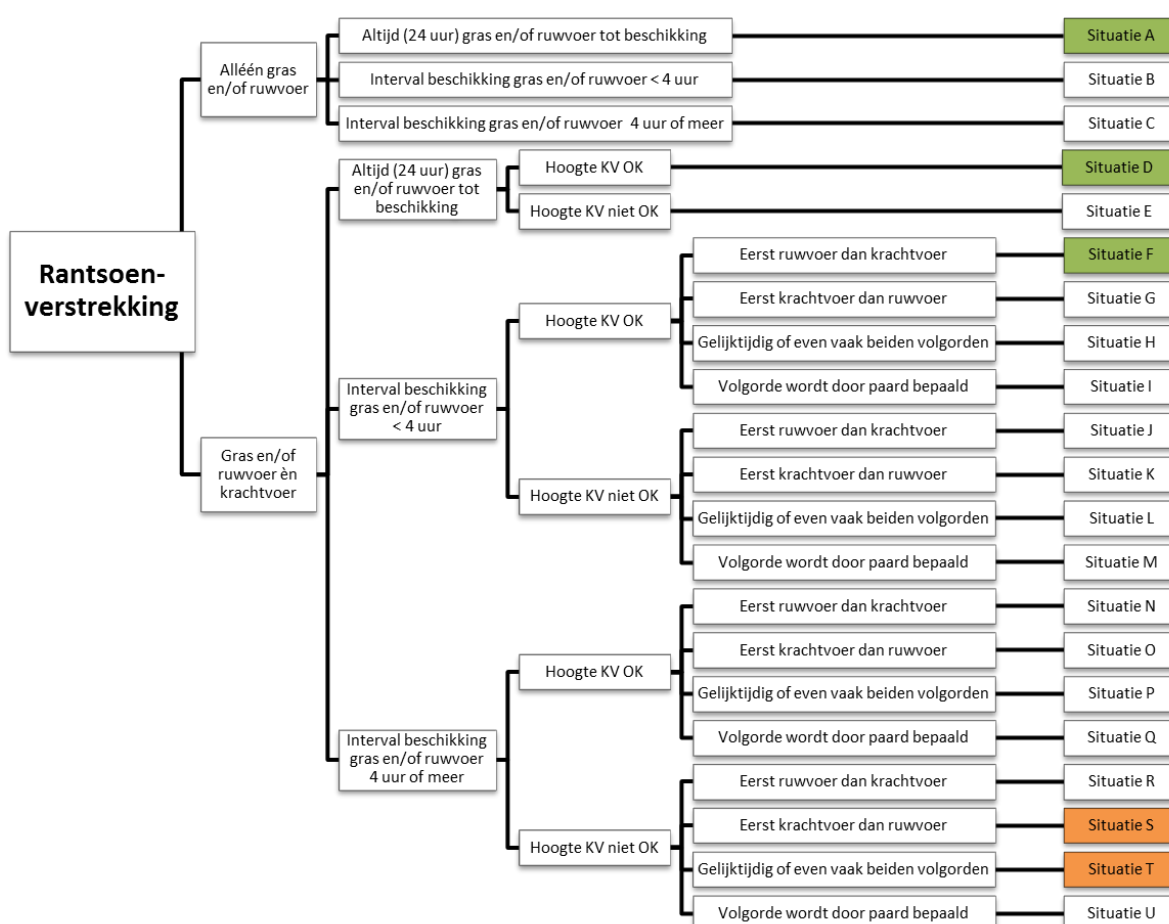 Rantsoen-
verstrekking
Alléén gras
en/of ruwvoer
Altijd (24 uur) gras en/of ruwvoer tot beschikking
Situatie A
Interval beschikking gras en/of ruwvoer < 4 uur
Situatie B
Interval beschikking gras en/of ruwvoer 4 uur of meer
Situatie C
Gras en/of
ruwvoer èn
krachtvoer
Altijd (24 uur) gras
en/of ruwvoer tot
beschikking
Hoogte KV OK
Situatie D
Hoogte KV niet OK
Situatie E
Interval beschikking
gras en/of ruwvoer
< 4 uur
Hoogte KV OK
Eerst ruwvoer dan krachtvoer
Situatie F
Eerst krachtvoer dan ruwvoer
Situatie G
Gelijktijdig of even vaak beiden volgorden
Situatie H
Volgorde wordt door paard bepaald
Situatie I
Hoogte KV niet OK
Eerst ruwvoer dan krachtvoer
Situatie J
Eerst krachtvoer dan ruwvoer
Situatie K
Gelijktijdig of even vaak beiden volgorden
Situatie L
Volgorde wordt door paard bepaald
Situatie M
Interval beschikking
gras en/of ruwvoer
4 uur of meer
Hoogte KV OK
Eerst ruwvoer dan krachtvoer
Situatie N
Eerst krachtvoer dan ruwvoer
Situatie O
Gelijktijdig of even vaak beiden volgorden
Situatie P
Volgorde wordt door paard bepaald
Situatie Q
Hoogte KV niet OK
Eerst ruwvoer dan krachtvoer
Situatie R
Eerst krachtvoer dan ruwvoer
Situatie S
Gelijktijdig of even vaak beiden volgorden
Situatie T
Volgorde wordt door paard bepaald
Situatie U